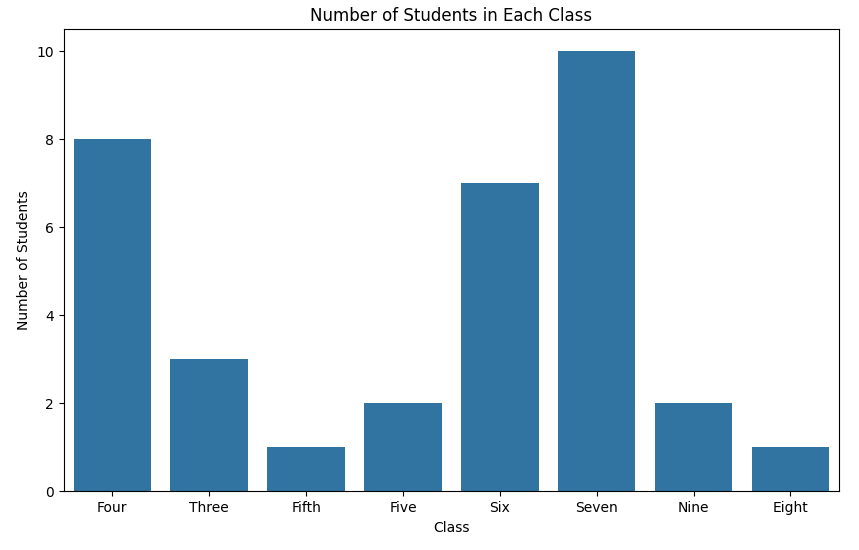 Number of Students in Each Class
Number of Students
10
8
6
4
2
0
Four Three Fifth Five Six Seven Nine Eight
Class